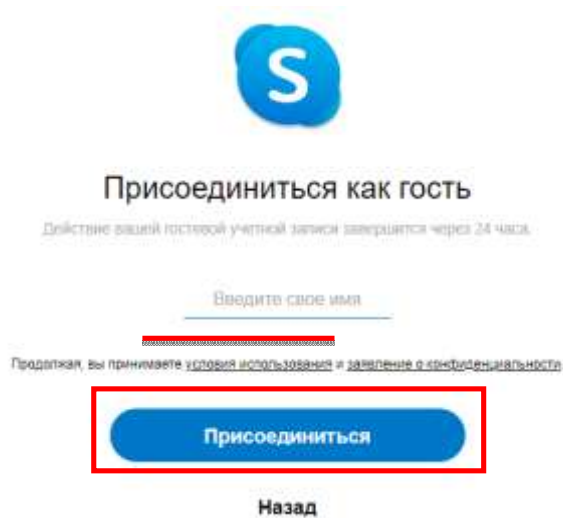 S
Присоединиться как гость
Действие вашей гостевой учетной записи завершится через 24 часа.
Введите свое имя
Продолжая, вы принимаете условия использования и заявление о конфиденциальности
Присоединиться
Назад